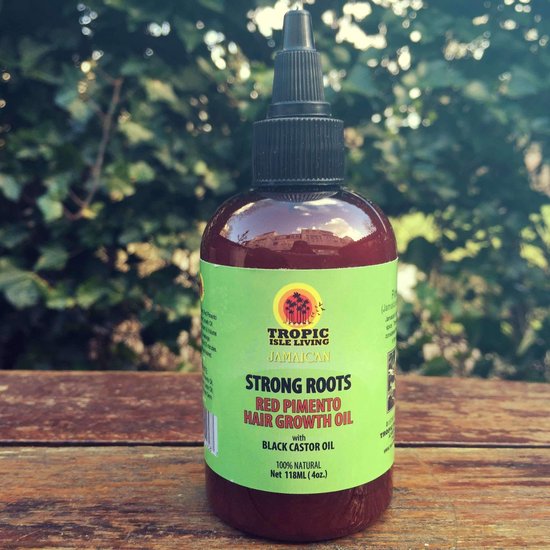 TROPIC
ISLE LIVING
JAMAICAN
STRONG ROOTS
RED PIMENTO
HAIR GROWTH OIL
with
BLACK CASTOR OIL
100% NATURAL
Net 118ML ( 4oz.)